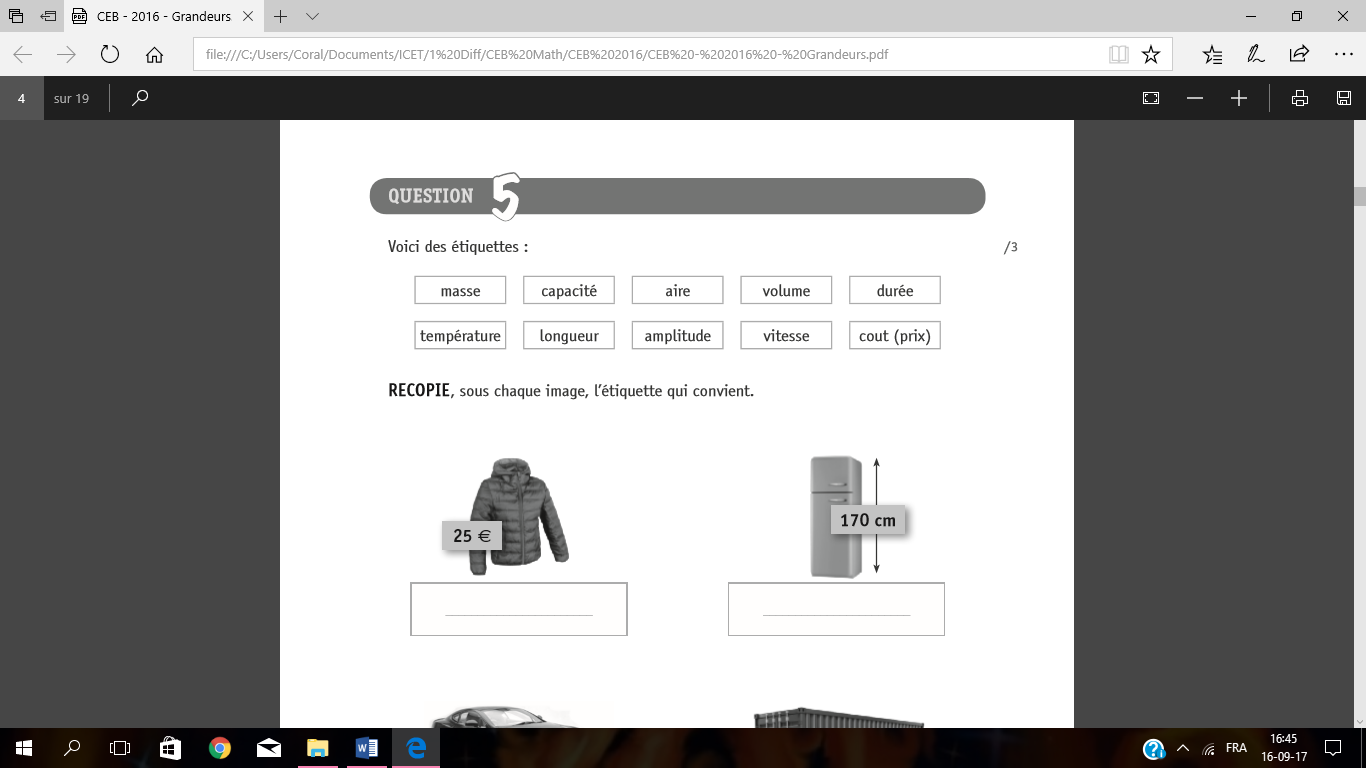 CEB - 2016 - Grandeurs
file:///C:/Users/Coral/Documents/ICET/1%20Diff/CEB%20Math/CEB%202016/CEB%20-%202016%20-%20Grandeurs.pdf
4 sur 19
QUESTION 5
Voici des étiquettes : /3
masse capacité aire volume durée
température longueur amplitude vitesse cout (prix)
RECOPIE, sous chaque image, l'étiquette qui convient.
170 cm
25 €
FRA
16:45
16-09-17